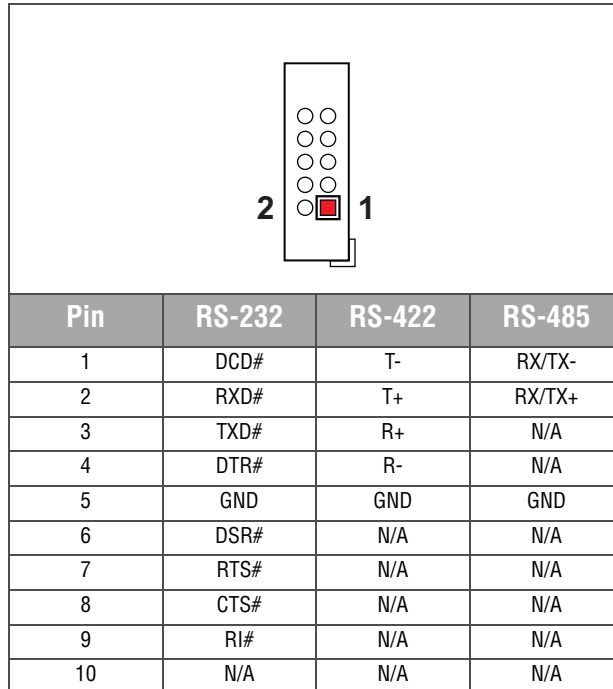 2 1
Pin RS-232 RS-422 RS-485
1 DCD# T- RX/TX-
2 RXD# T+ RX/TX+
3 TXD# R+ N/A
4 DTR# R- N/A
5 GND GND GND
6 DSR# N/A N/A
7 RTS# N/A N/A
8 CTS# N/A N/A
9 RI# N/A N/A
10 N/A N/A N/A